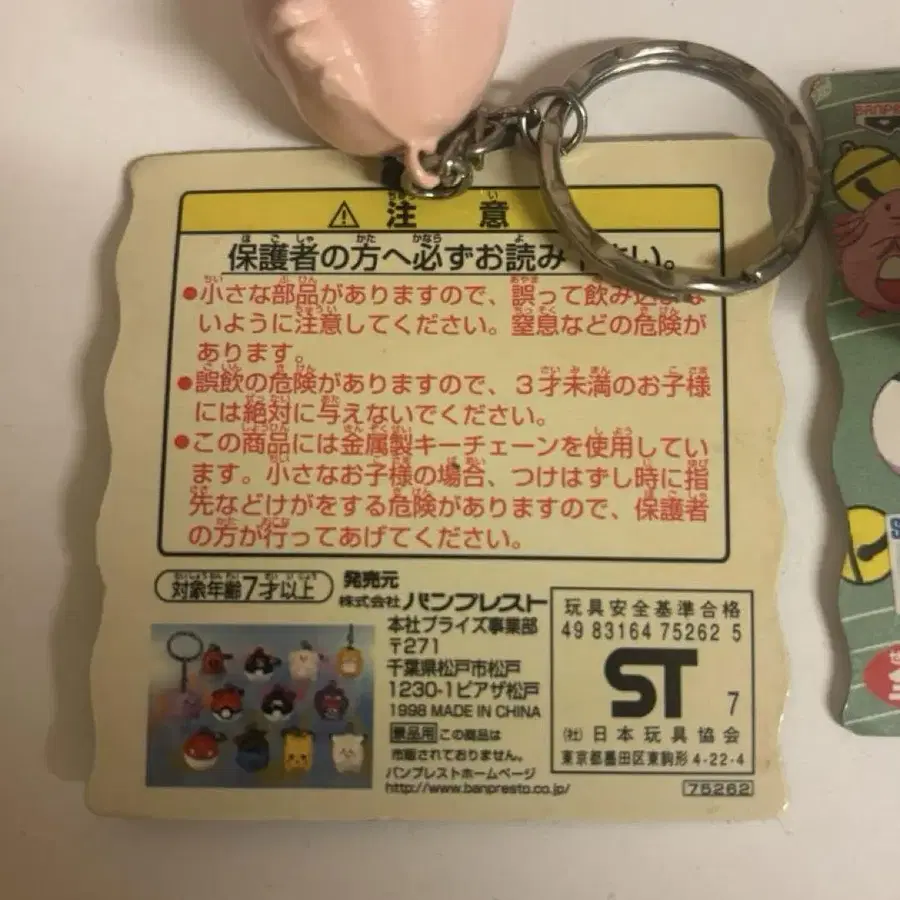 注意
保護者の方へ必ずお読み
●小さな部品がありますので、誤って飲み込まな
いように注意してください。窒息などの危険が
あります。
●誤飲の危険がありますので、3才未満のお子様
には絶対に与えないでください。
●この商品には金属製キーチェーンを使用してい
ます。小さなお子様の場合、つけはずし時に指
先などけがをする危険がありますので、保護者
の方が行ってあげてください。
対象年齢7才以上
発売元
株式会社バンプレスト
本社プライズ事業部
〒271
千葉県松戸市松戸
1230-1ピアザ松戸
1998 MADE IN CHINA
景品用この商品は
市販されておりません。
バンプレストホームページ
http://www.banpresto.co.jp/
玩具安全基準合格
49 83164 75262 5
ST 7
(社)日本玩具協会
東京都墨田区東駒形4-22-4
75262